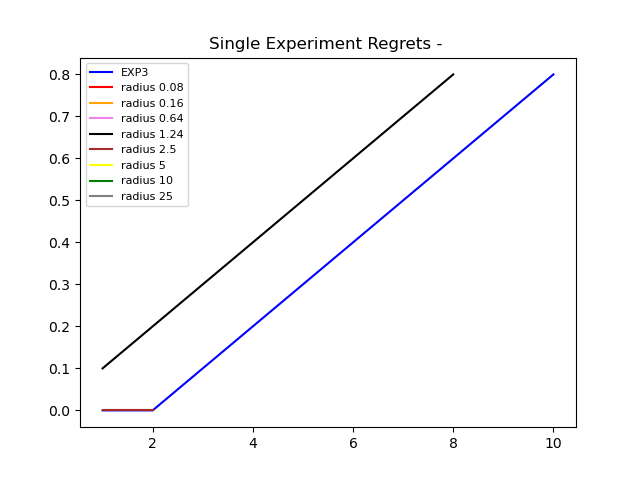 Single Experiment Regrets -
EXP3
radius 0.08
radius 0.16
radius 0.64
radius 1.24
radius 2.5
radius 5
radius 10
radius 25
0.8
0.7
0.6
0.5
0.4
0.3
0.2
0.1
0.0
2 4 6 8 10